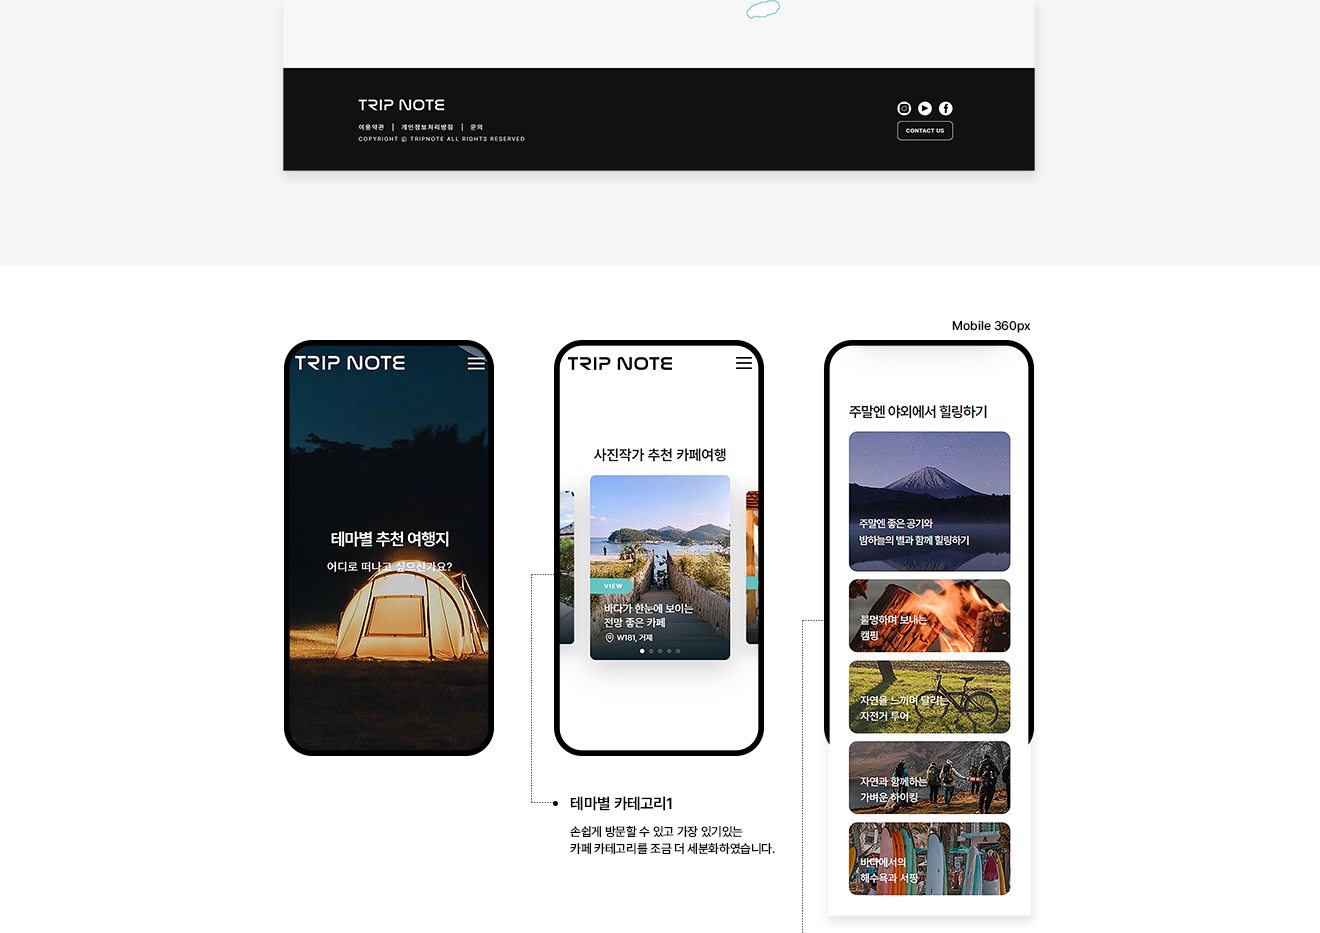 TRIP NOTE
이용약관 | 개인정보처리방침 | 문의
COPYRIGHT © TRIPNOTE ALL RIGHTS RESERVED
CONTACT US
Mobile 360px
TRIP NOTE
테마별 추천 여행지
어디로 떠나고 싶으신가요?
TRIP NOTE
사진작가 추천 카페여행
VIEW
바다가 한눈에 보이는
전망 좋은 카페
W181, 거제
테마별 카테고리1
손쉽게 방문할 수 있고 가장 있기있는
카페 카테고리를 조금 더 세분화하였습니다.
주말엔 야외에서 힐링하기
주말엔 좋은 공기와
밤하늘의 별과 함께 힐링하기
불멍하며 보내는
캠핑
자연을 느끼며 달리는
자전거 투어
자연과 함께하는
가벼운 하이킹
바다에서의
해수욕과 서핑